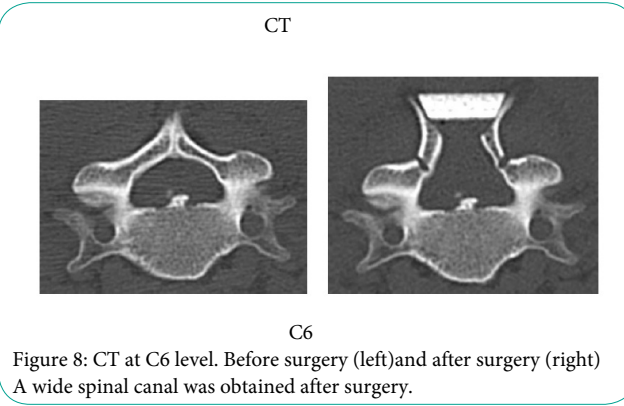 CT
C6
Figure 8: CT at C6 level. Before surgery (left)and after surgery (right)
A wide spinal canal was obtained after surgery.